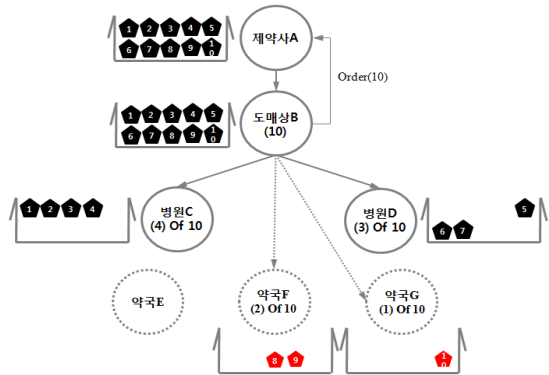 1 2 3 4 5
6 7 8 9 10
제약사A
Order(10)
1 2 3 4 5
6 7 8 9 10
도매상B
(10)
1 2 3 4
병원C
(4) Of 10
병원D
(3) Of 10
5
6 7
약국E
약국F
(2) Of 10
약국G
(1) Of 10
8 9
10